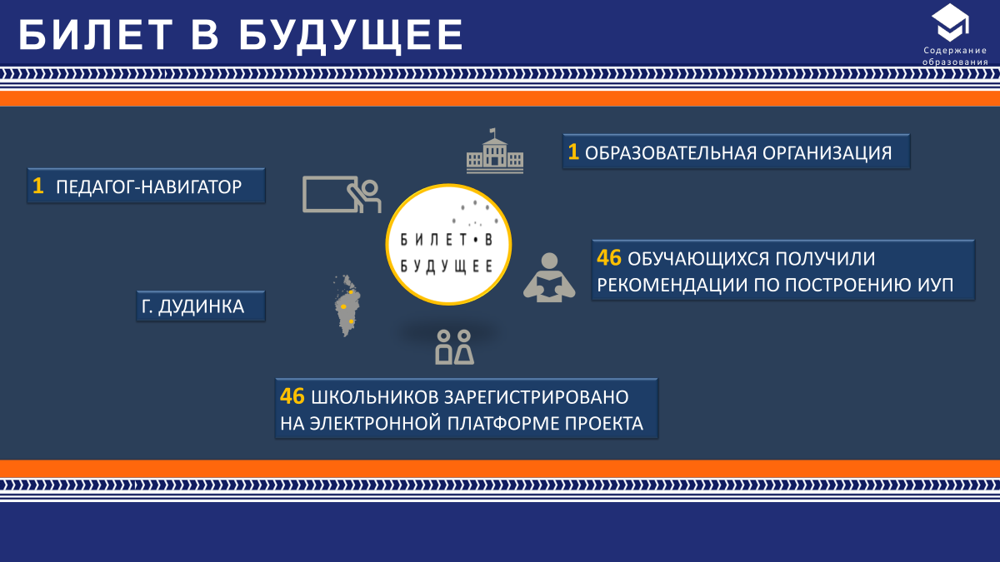 БИЛЕТ В БУДУЩЕЕ
Содержание
образования
1 ОБРАЗОВАТЕЛЬНАЯ ОРГАНИЗАЦИЯ
1 ПЕДАГОГ-НАВИГАТОР
БИЛЕТ•В
БУДУЩЕЕ
46 ОБУЧАЮЩИХСЯ ПОЛУЧИЛИ
РЕКОМЕНДАЦИИ ПО ПОСТРОЕНИЮ ИУП
Г. ДУДИНКА
46 ШКОЛЬНИКОВ ЗАРЕГИСТРИРОВАНО
НА ЭЛЕКТРОННОЙ ПЛАТФОРМЕ ПРОЕКТА